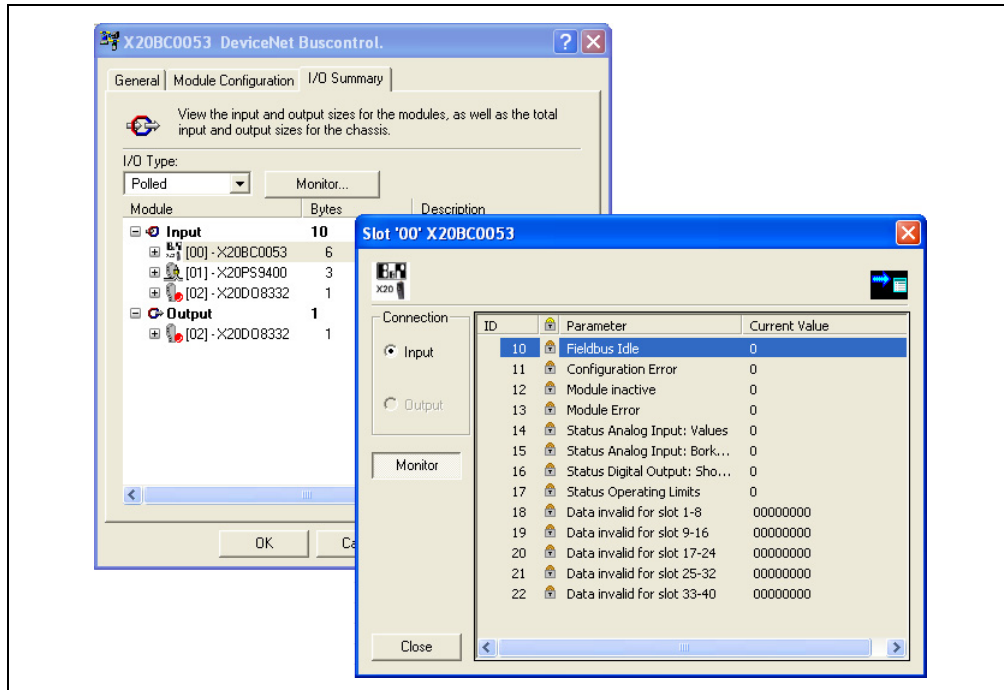 X20BC0053 DeviceNet Buscontrol.
General
Module Configuration
I/O Summary
View the input and output sizes for the modules, as well as the total
input and output sizes for the chassis.
I/O Type:
Polled
Monitor...
Module Bytes Description
Input 10
[00] - X20BC0053 6
[01] - X20PS9400 3
[02] - X20DO8332 1
Output 1
[02] - X20DO8332 1
OK
Ca
Slot '00' X20BC0053
B&R
X20
Connection
Input
Output
Monitor
Close
ID Parameter Current Value
10 Fieldbus Idle 0
11 Configuration Error 0
12 Module inactive 0
13 Module Error 0
14 Status Analog Input: Values 0
15 Status Analog Input: Bork... 0
16 Status Digital Output: Sho... 0
17 Status Operating Limits 0
18 Data invalid for slot 1-8 00000000
19 Data invalid for slot 9-16 00000000
20 Data invalid for slot 17-24 00000000
21 Data invalid for slot 25-32 00000000
22 Data invalid for slot 33-40 00000000